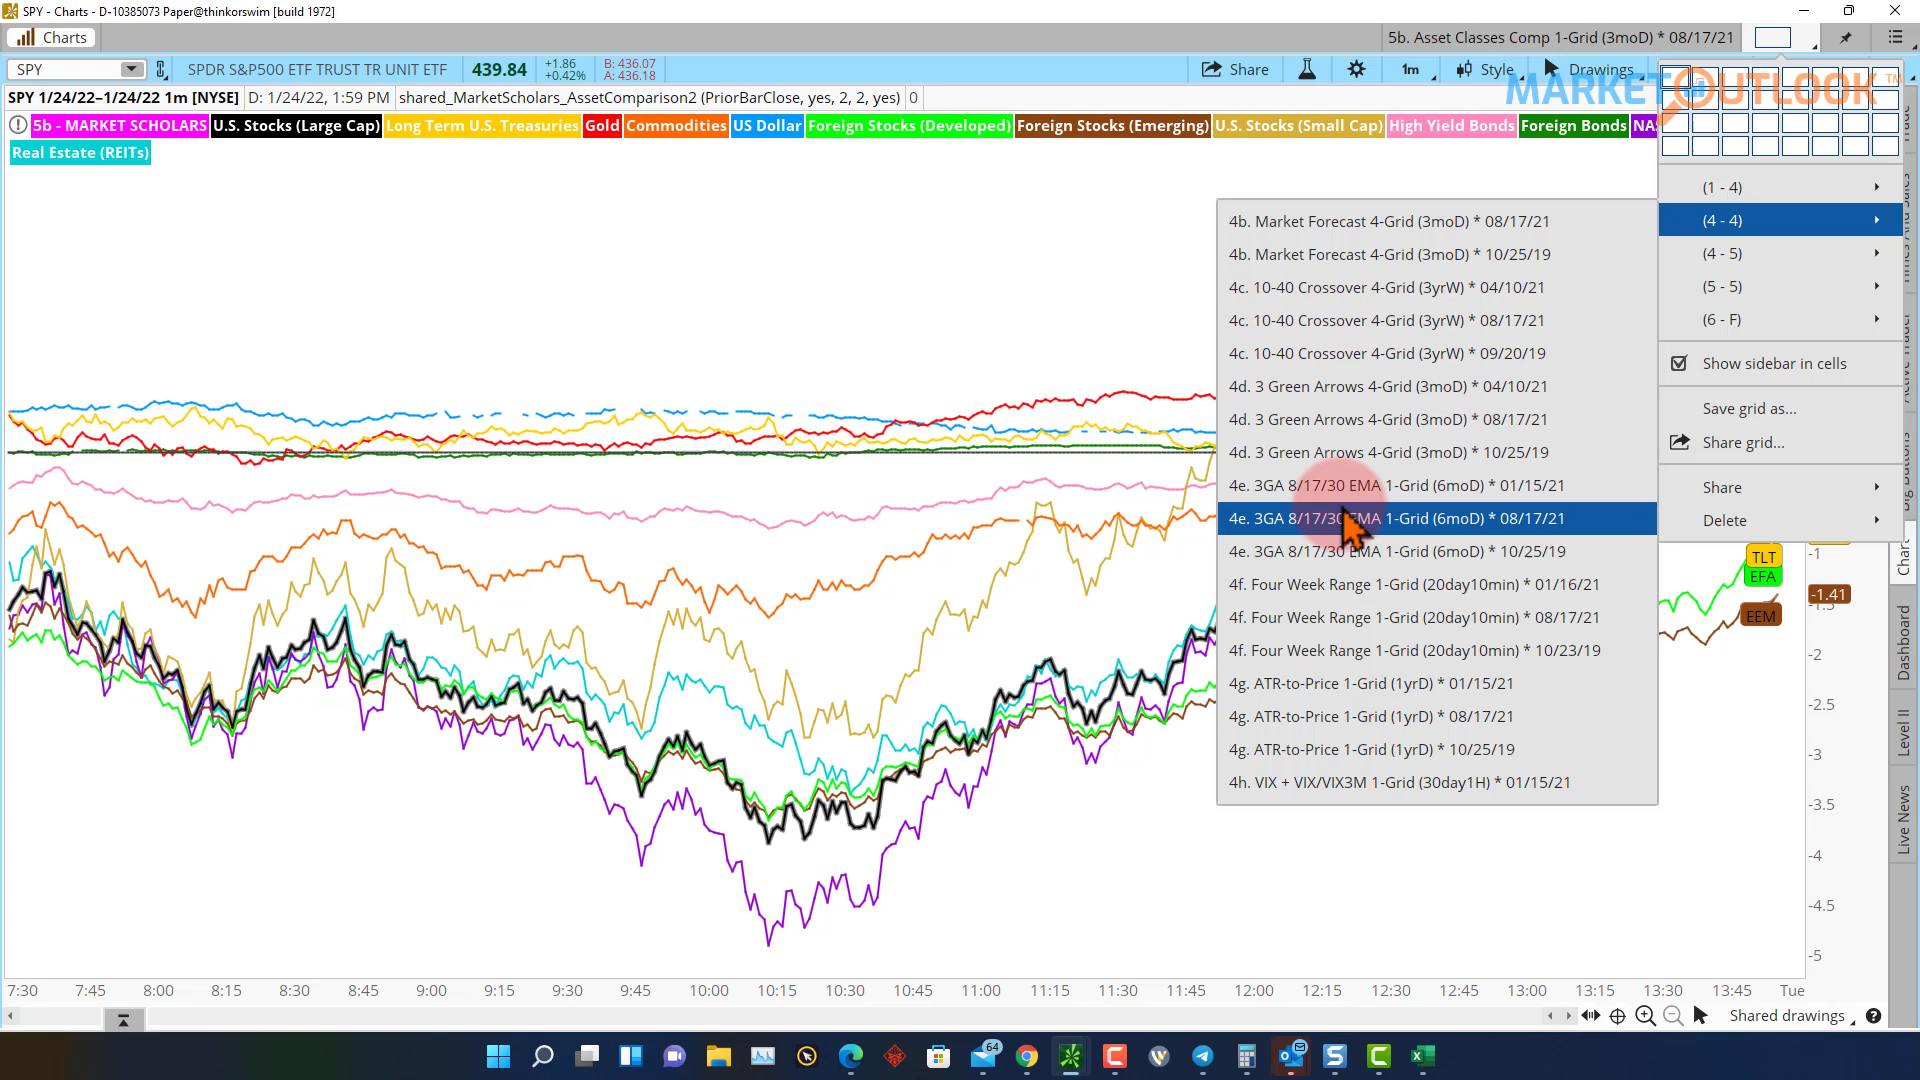 SPY - Charts - D-10385073 Paper@thinkorswim [build 1972]
Charts
5b. Asset Classes Comp 1-Grid (3moD) * 08/17/21
SPY
SPDR S&P500 ETF TRUST TR UNIT ETF
439.84
+1.86
+0.42%
B: 436.07
A: 436.18
Share
1m
Style
Drawings
MARKET OUTLOOK TM
SPY 1/24/22–1/24/22 1m [NYSE]
D: 1/24/22, 1:59 PM
shared_MarketScholars_AssetComparison2 (PriorBarClose, yes, 2, 2, yes)
0
5b - MARKET SCHOLARS
U.S. Stocks (Large Cap)
Long Term U.S. Treasuries
Gold
Commodities
US Dollar
Foreign Stocks (Developed)
Foreign Stocks (Emerging)
U.S. Stocks (Small Cap)
High Yield Bonds
Foreign Bonds
Real Estate (REITs)
(1 - 4)
(4 - 4)
(4 - 5)
(5 - 5)
(6 - F)
Show sidebar in cells
Save grid as...
Share grid...
Share
Delete
4b. Market Forecast 4-Grid (3moD) * 08/17/21
4b. Market Forecast 4-Grid (3moD) * 10/25/19
4c. 10-40 Crossover 4-Grid (3yrW) * 04/10/21
4c. 10-40 Crossover 4-Grid (3yrW) * 08/17/21
4c. 10-40 Crossover 4-Grid (3yrW) * 09/20/19
4d. 3 Green Arrows 4-Grid (3moD) * 04/10/21
4d. 3 Green Arrows 4-Grid (3moD) * 08/17/21
4d. 3 Green Arrows 4-Grid (3moD) * 10/25/19
4e. 3GA 8/17/30 EMA 1-Grid (6moD) * 01/15/21
4e. 3GA 8/17/30 EMA 1-Grid (6moD) * 08/17/21
4e. 3GA 8/17/30 EMA 1-Grid (6moD) * 10/25/19
4f. Four Week Range 1-Grid (20day10min) * 01/16/21
4f. Four Week Range 1-Grid (20day10min) * 08/17/21
4f. Four Week Range 1-Grid (20day10min) * 10/23/19
4g. ATR-to-Price 1-Grid (1yrD) * 01/15/21
4g. ATR-to-Price 1-Grid (1yrD) * 08/17/21
4g. ATR-to-Price 1-Grid (1yrD) * 10/25/19
4h. VIX + VIX/VIX3M 1-Grid (30day1H) * 01/15/21
TLT
EFA
EEM
-1
-1.41
-2
-2.5
-3
-3.5
-4
-4.5
-5
Dashboard
Level II
Live News
7:30 7:45 8:00 8:15 8:30 8:45 9:00 9:15 9:30 9:45 10:00 10:15 10:30 10:45 11:00 11:15 11:30 11:45 12:00 12:15 12:30 12:45 13:00 13:15 13:30 13:45 Tue
Shared drawings
64